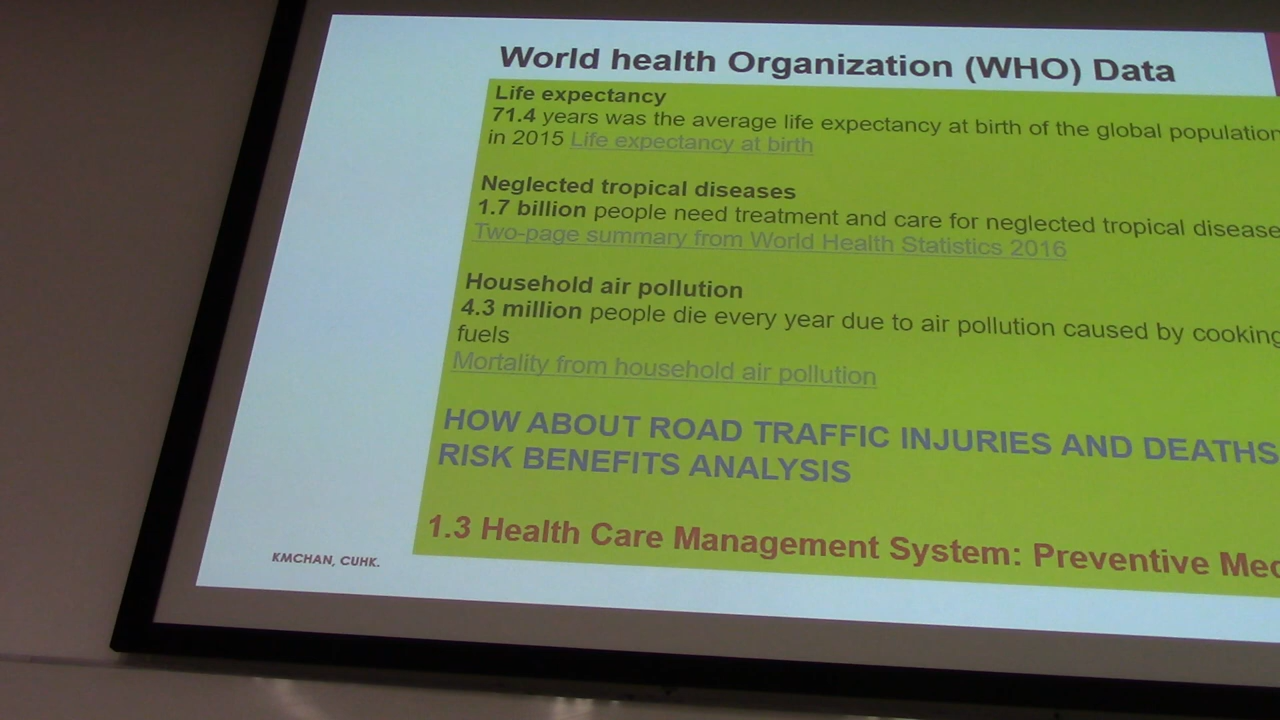 World health Organization (WHO) Data
Life expectancy
71.4 years was the average life expectancy at birth of the global population
in 2015 Life expectancy at birth
Neglected tropical diseases
1.7 billion people need treatment and care for neglected tropical disease
Two-page summary from World Health Statistics 2016
Household air pollution
4.3 million people die every year due to air pollution caused by cooking
fuels
Mortality from household air pollution
HOW ABOUT ROAD TRAFFIC INJURIES AND DEATHS
RISK BENEFITS ANALYSIS
1.3 Health Care Management System: Preventive Med
KMCHAN, CUHK.